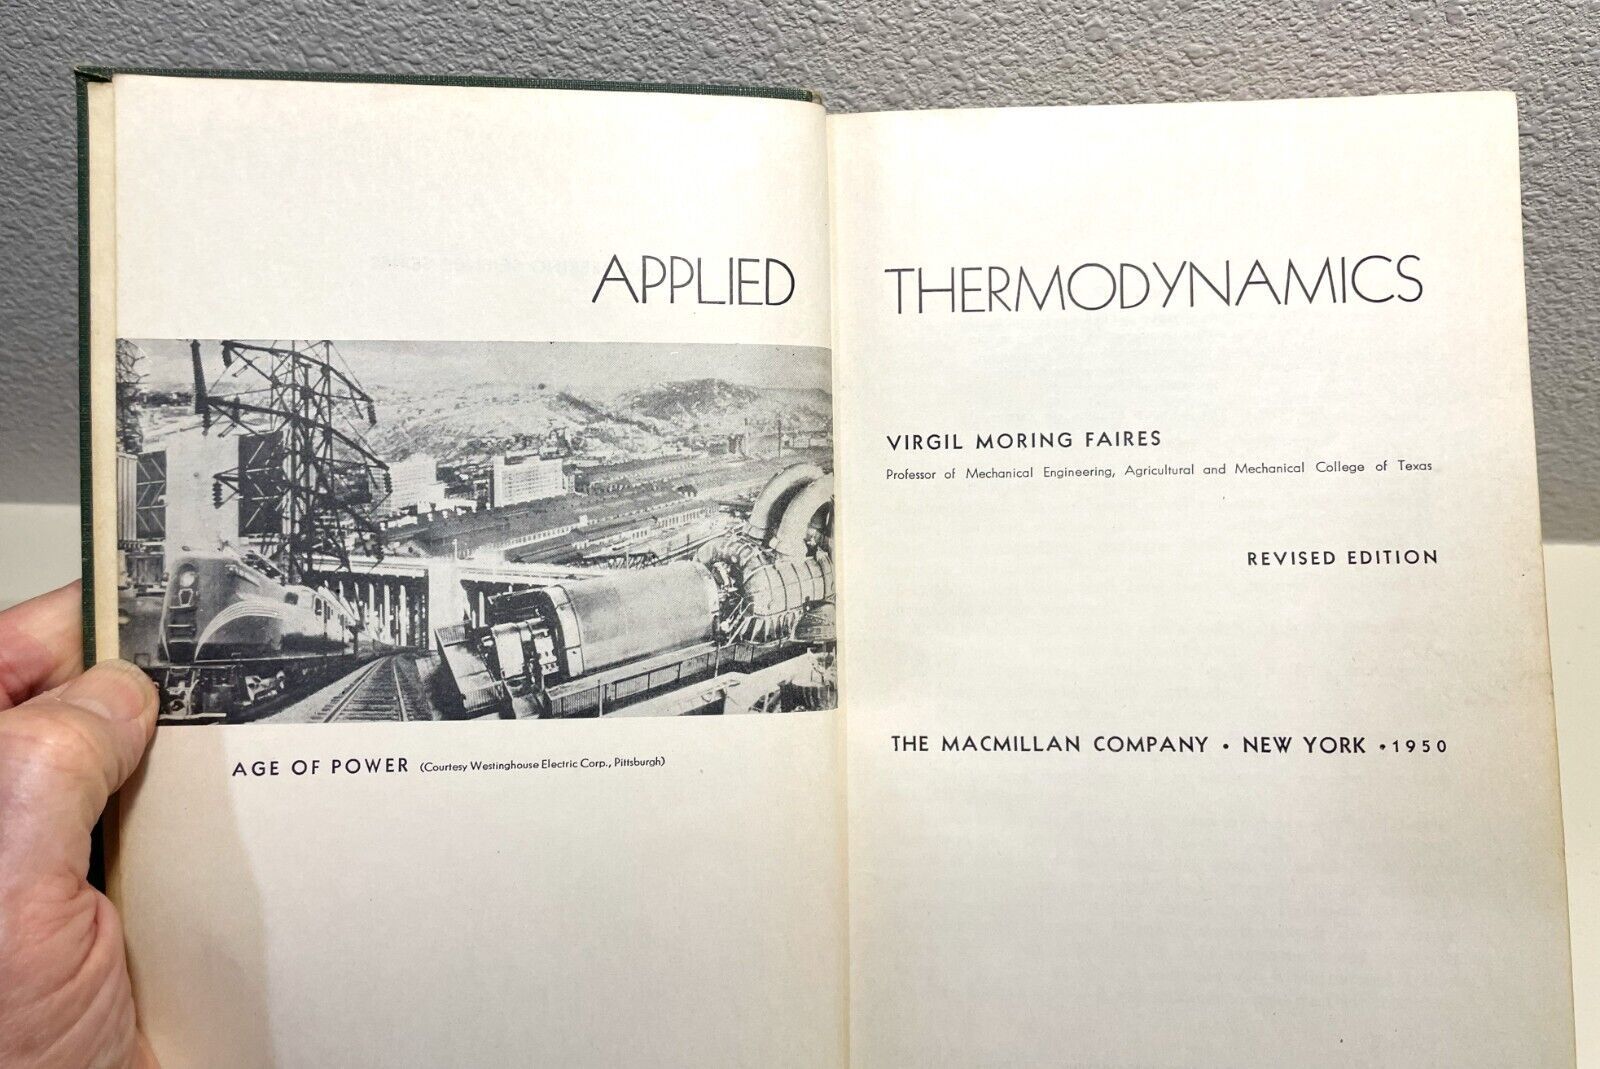 APPLIED THERMODYNAMICS
VIRGIL MORING FAIRES
Professor of Mechanical Engineering, Agricultural and Mechanical College of Texas
REVISED EDITION
THE MACMILLAN COMPANY • NEW YORK • 1950
AGE OF POWER (Courtesy Westinghouse Electric Corp., Pittsburgh)